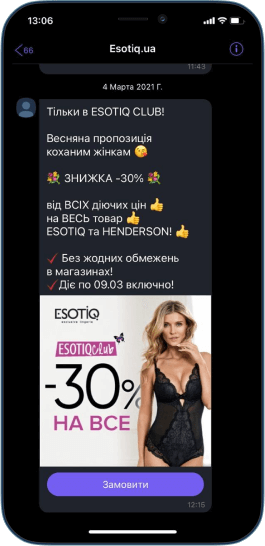 13:06
66
Esotiq.ua
11:43
4 Марта 2021 Г.
Тільки в ESOTIQ CLUB!
Весняна пропозиція
коханим жінкам 😘
💐 ЗНИЖКА -30% 💐
від ВСІХ діючих цін 👍
на ВЕСЬ товар 👍
ESOTIQ та HENDERSON! 👍
✓ Без жодних обмежень
в магазинах!
✓ Діє по 09.03 включно!
ESOTIQ
ESOTIQ club
-30%
НА ВСЕ
Замовити
12:15